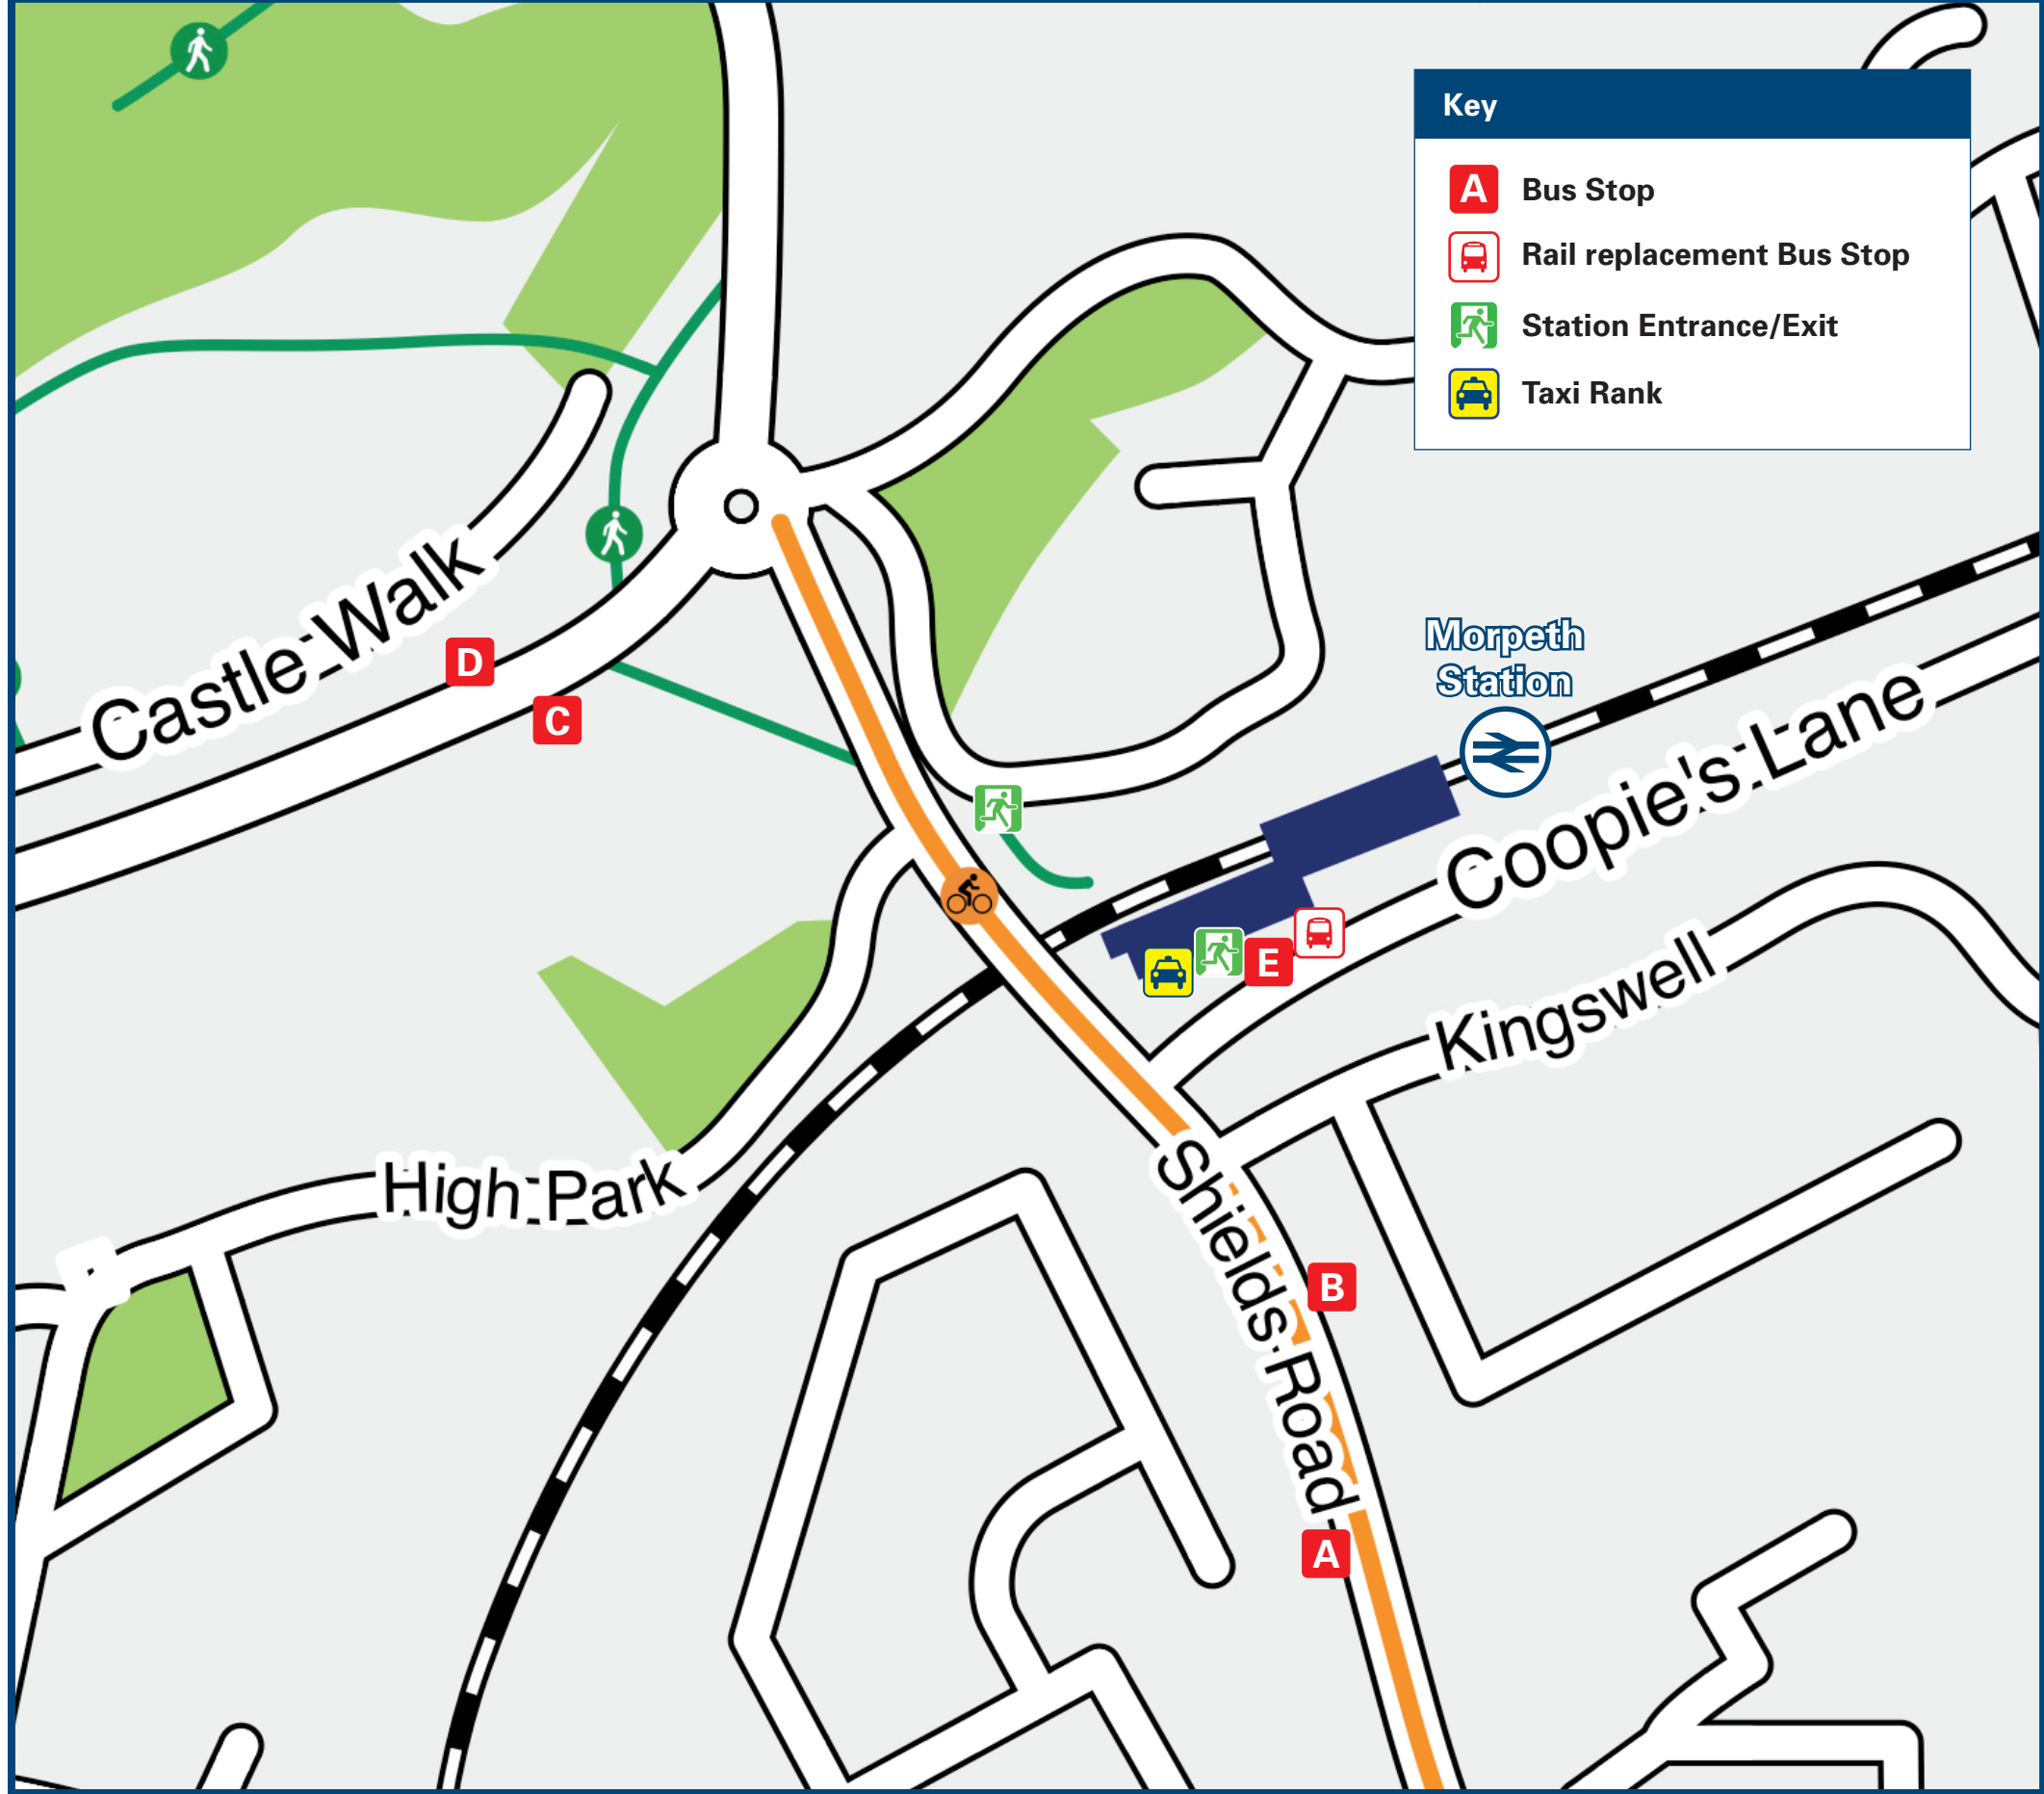 Key
A Bus Stop
Rail replacement Bus Stop
Station Entrance/Exit
Taxi Rank
Castle Walk
D
C
Morpeth
Station
Coopie's Lane
E
Kingswell
High Park
Shields Road
B
A